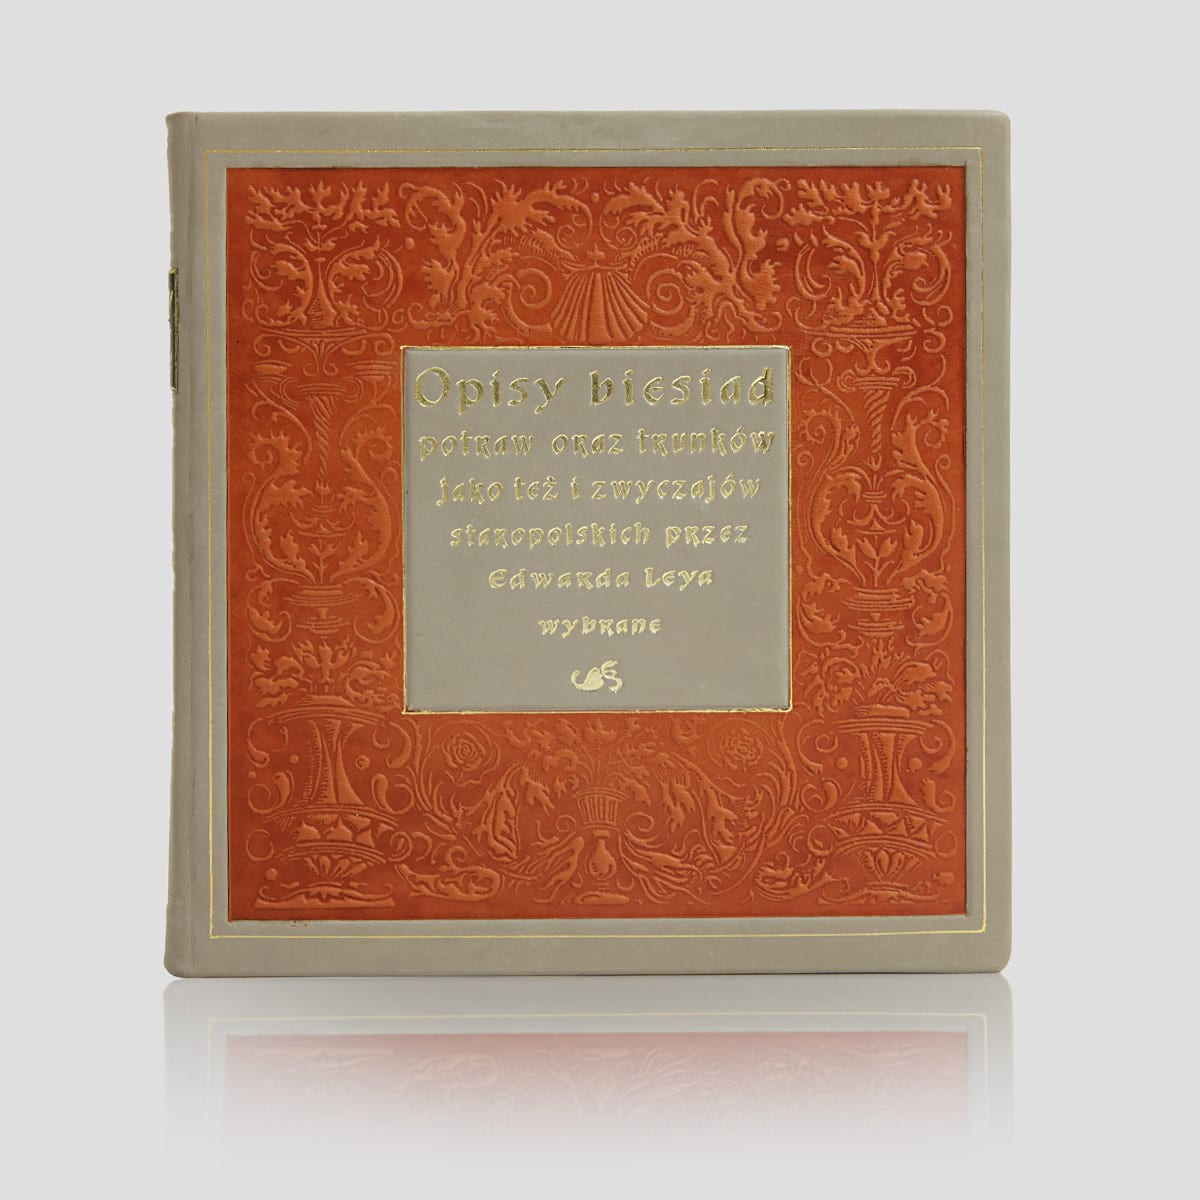 Opisy biesiad
potraw oraz trunków
jako też i zwyczajów
staropolskich przez
Edwarda Leya
wybrane